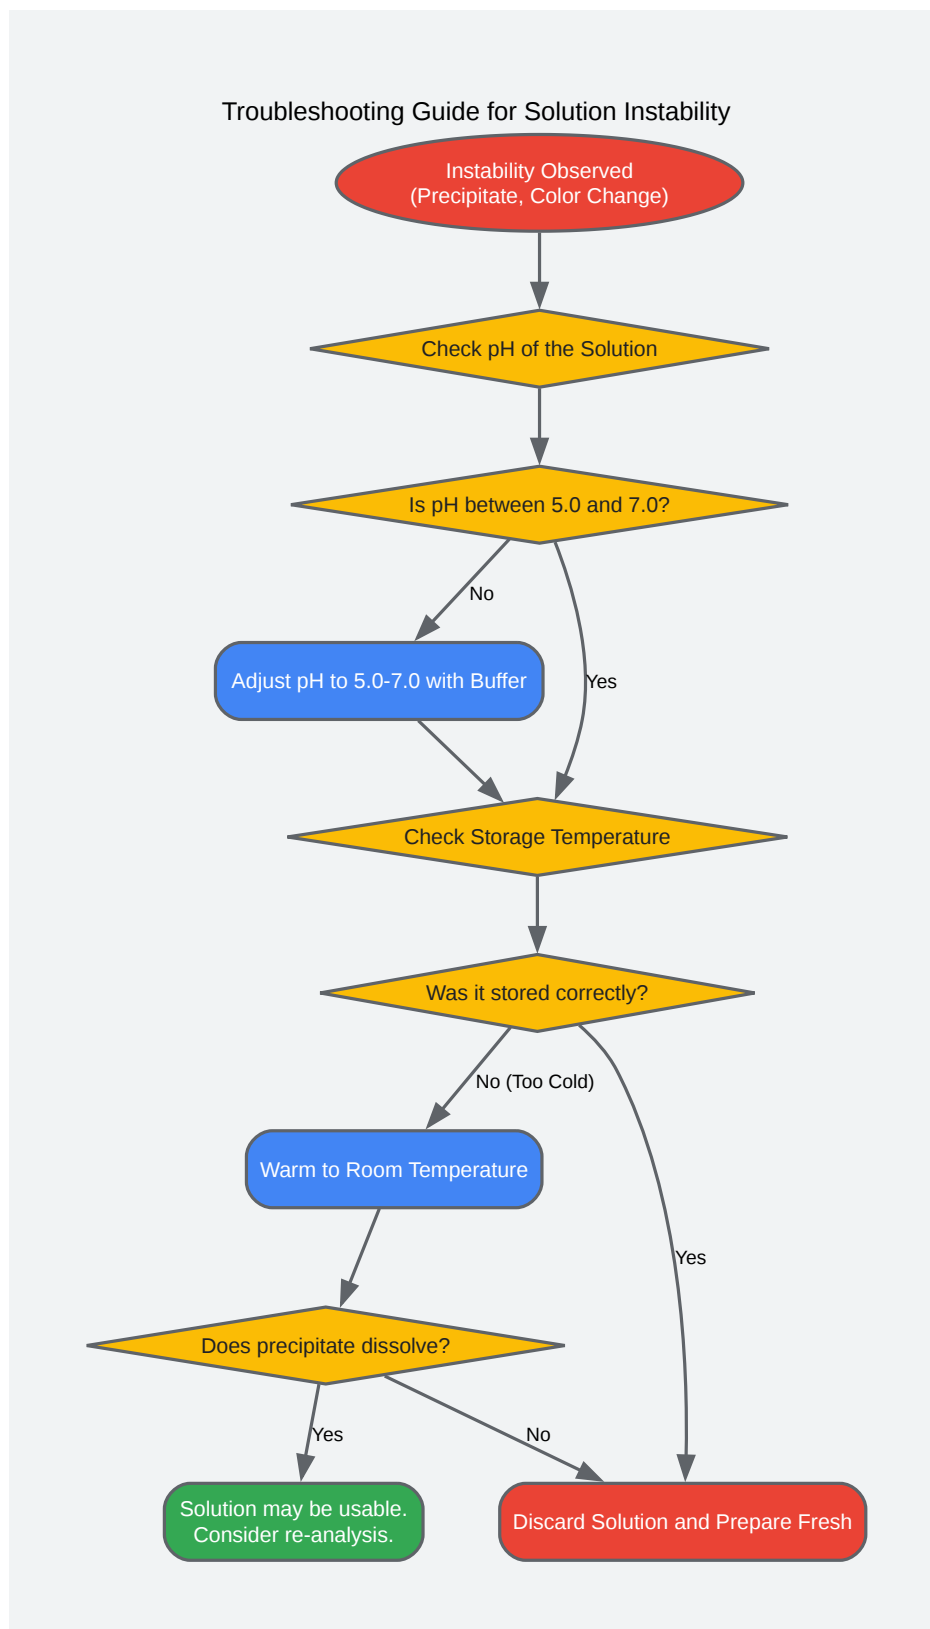 Troubleshooting Guide for Solution Instability
Instability Observed
(Precipitate, Color Change)
Check pH of the Solution
Is pH between 5.0 and 7.0?
No
Adjust pH to 5.0-7.0 with Buffer
Yes
Check Storage Temperature
Was it stored correctly?
No (Too Cold)
Warm to Room Temperature
Yes
Does precipitate dissolve?
Yes
No
Solution may be usable.
Consider re-analysis.
Discard Solution and Prepare Fresh